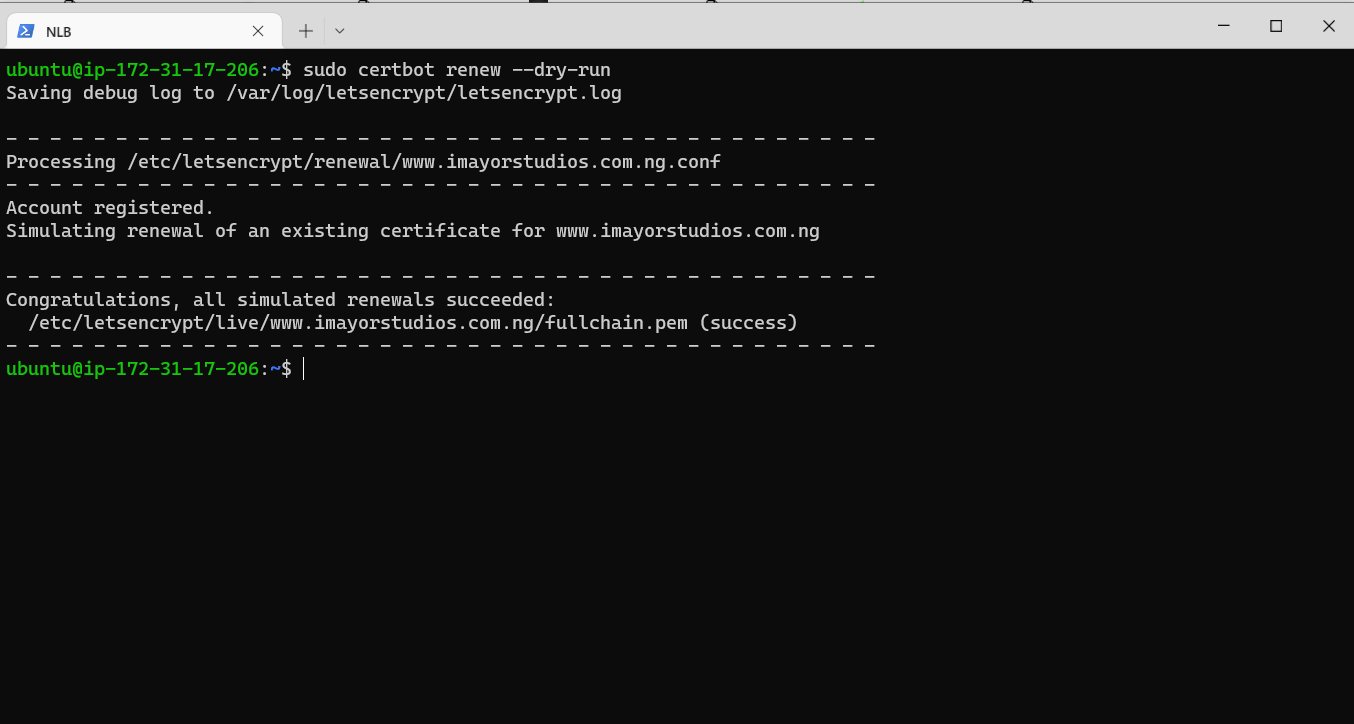 NLB
ubuntu@ip-172-31-17-206:~$ sudo certbot renew --dry-run
Saving debug log to /var/log/letsencrypt/letsencrypt.log
- - - - - - - - - - - - - - - - - - - - - - - - - - - - - - - - - - - - - - - -
Processing /etc/letsencrypt/renewal/www.imayorstudios.com.ng.conf
- - - - - - - - - - - - - - - - - - - - - - - - - - - - - - - - - - - - - - - -
Account registered.
Simulating renewal of an existing certificate for www.imayorstudios.com.ng
- - - - - - - - - - - - - - - - - - - - - - - - - - - - - - - - - - - - - - - -
Congratulations, all simulated renewals succeeded:
  /etc/letsencrypt/live/www.imayorstudios.com.ng/fullchain.pem (success)
- - - - - - - - - - - - - - - - - - - - - - - - - - - - - - - - - - - - - - - -
ubuntu@ip-172-31-17-206:~$